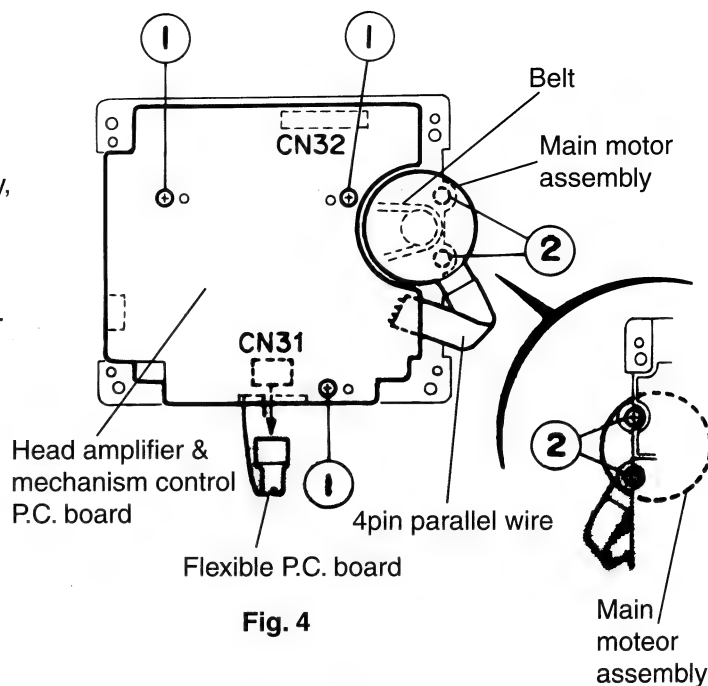 1
1
Belt
CN32
Main motor
assembly
2
CN31
Head amplifier &
mechanism control
P.C. board
1
2
4pin parallel wire
Flexible P.C. board
Fig. 4
Main
moteor
assembly